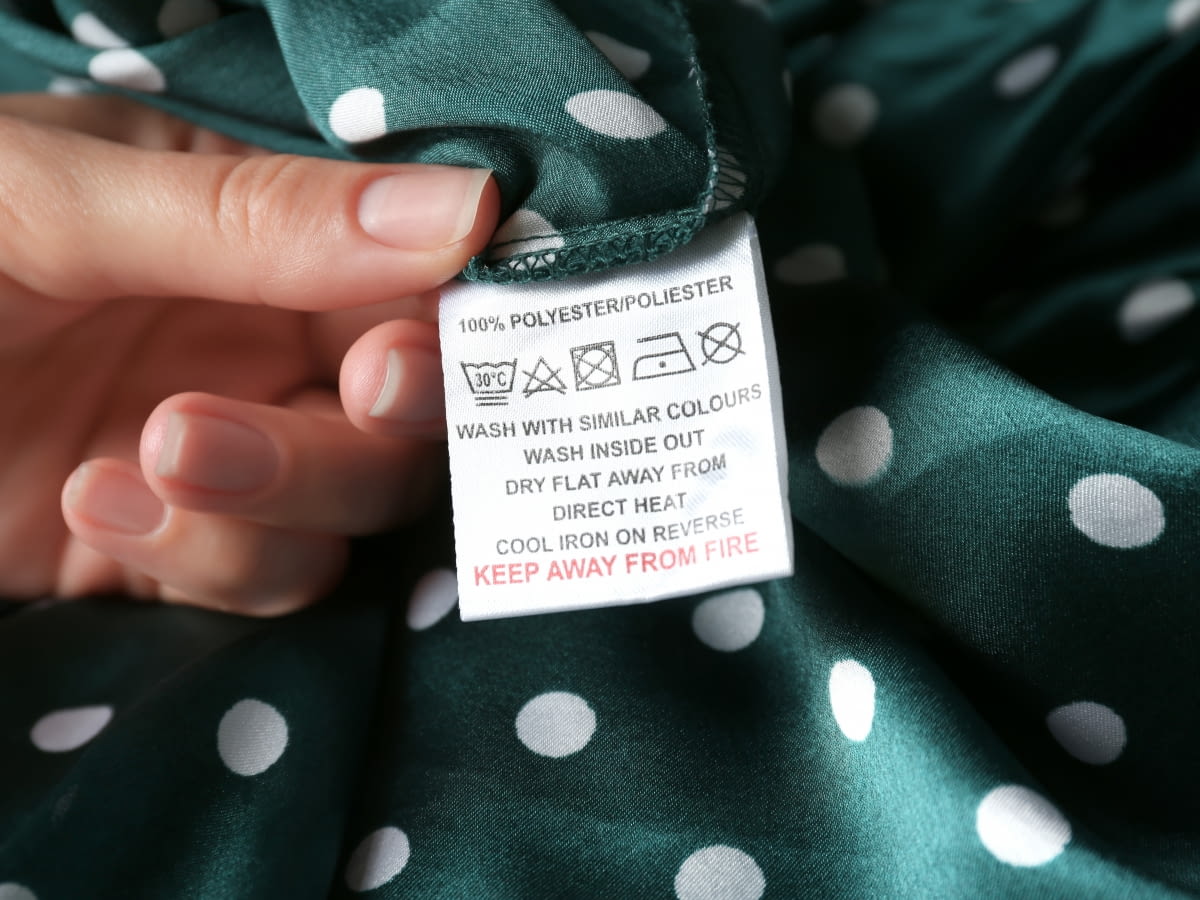 100% POLYESTER/POLIESTER
30°C
WASH WITH SIMILAR COLOURS
WASH INSIDE OUT
DRY FLAT AWAY FROM
DIRECT HEAT
COOL IRON ON REVERSE
KEEP AWAY FROM FIRE